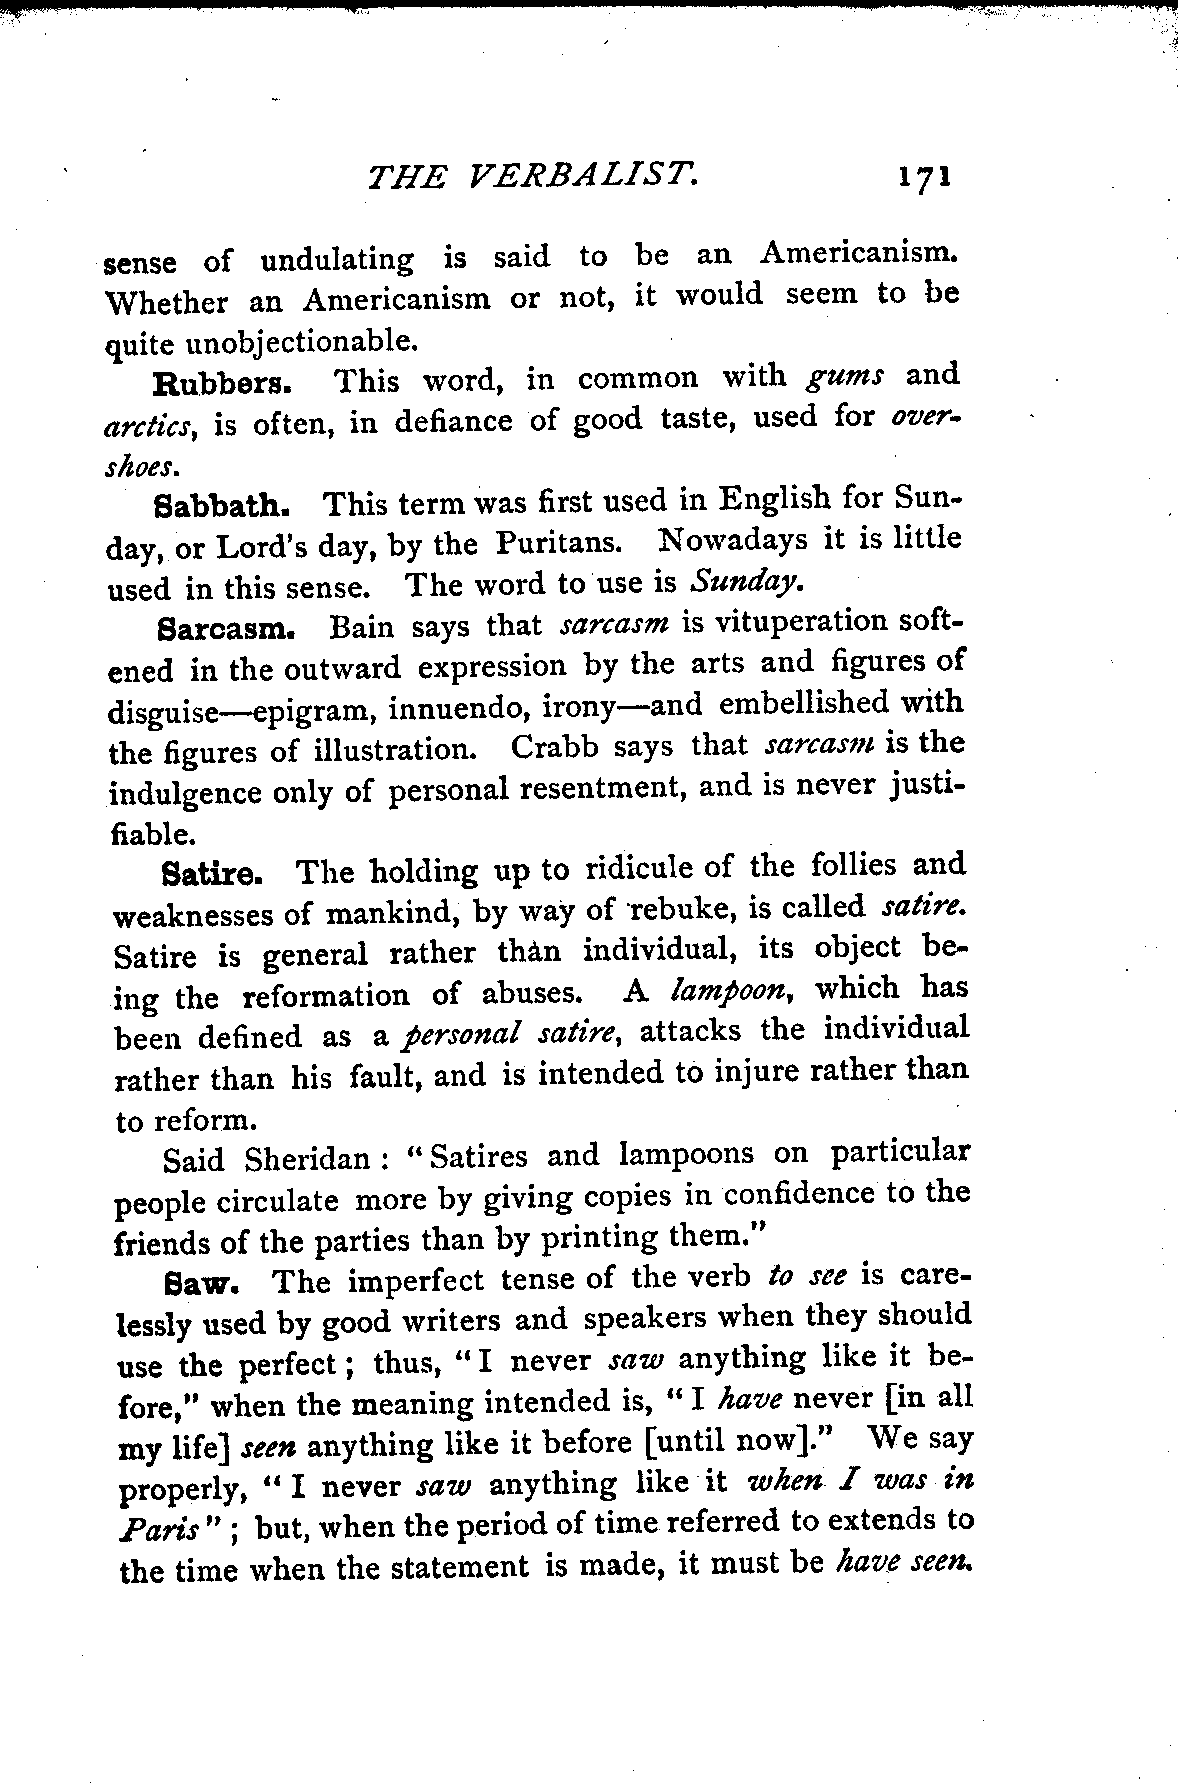 THE VERBALIST. 171
sense of undulating is said to be an Americanism.
Whether an Americanism or not, it would seem to be
quite unobjectionable.
Rubbers. This word, in common with gums and
arctics, is often, in defiance of good taste, used for over-
shoes.
Sabbath. This term was first used in English for Sun-
day, or Lord's day, by the Puritans. Nowadays it is little
used in this sense. The word to use is Sunday.
Sarcasm. Bain says that sarcasm is vituperation soft-
ened in the outward expression by the arts and figures of
disguise—epigram, innuendo, irony—and embellished with
the figures of illustration. Crabb says that sarcasm is the
indulgence only of personal resentment, and is never justi-
fiable.
Satire. The holding up to ridicule of the follies and
weaknesses of mankind, by way of rebuke, is called satire.
Satire is general rather than individual, its object be-
ing the reformation of abuses. A lampoon, which has
been defined as a personal satire, attacks the individual
rather than his fault, and is intended to injure rather than
to reform.
Said Sheridan : “ Satires and lampoons on particular
people circulate more by giving copies in confidence to the
friends of the parties than by printing them.”
Saw. The imperfect tense of the verb to see is care-
lessly used by good writers and speakers when they should
use the perfect ; thus, “ I never saw anything like it be-
fore,” when the meaning intended is, “ I have never [in all
my life] seen anything like it before [until now].” We say
properly, “ I never saw anything like it when I was in
Paris ” ; but, when the period of time referred to extends to
the time when the statement is made, it must be have seen.